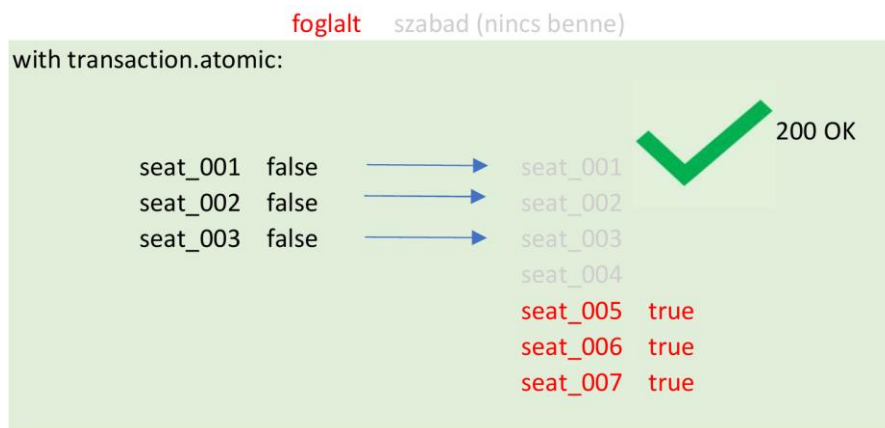 foglalt szabad (nincs benne)
with transaction.atomic:
200 OK
seat_001 false seat_001
seat_002 false seat_002
seat_003 false seat_003
seat_004
seat_005 true
seat_006 true
seat_007 true